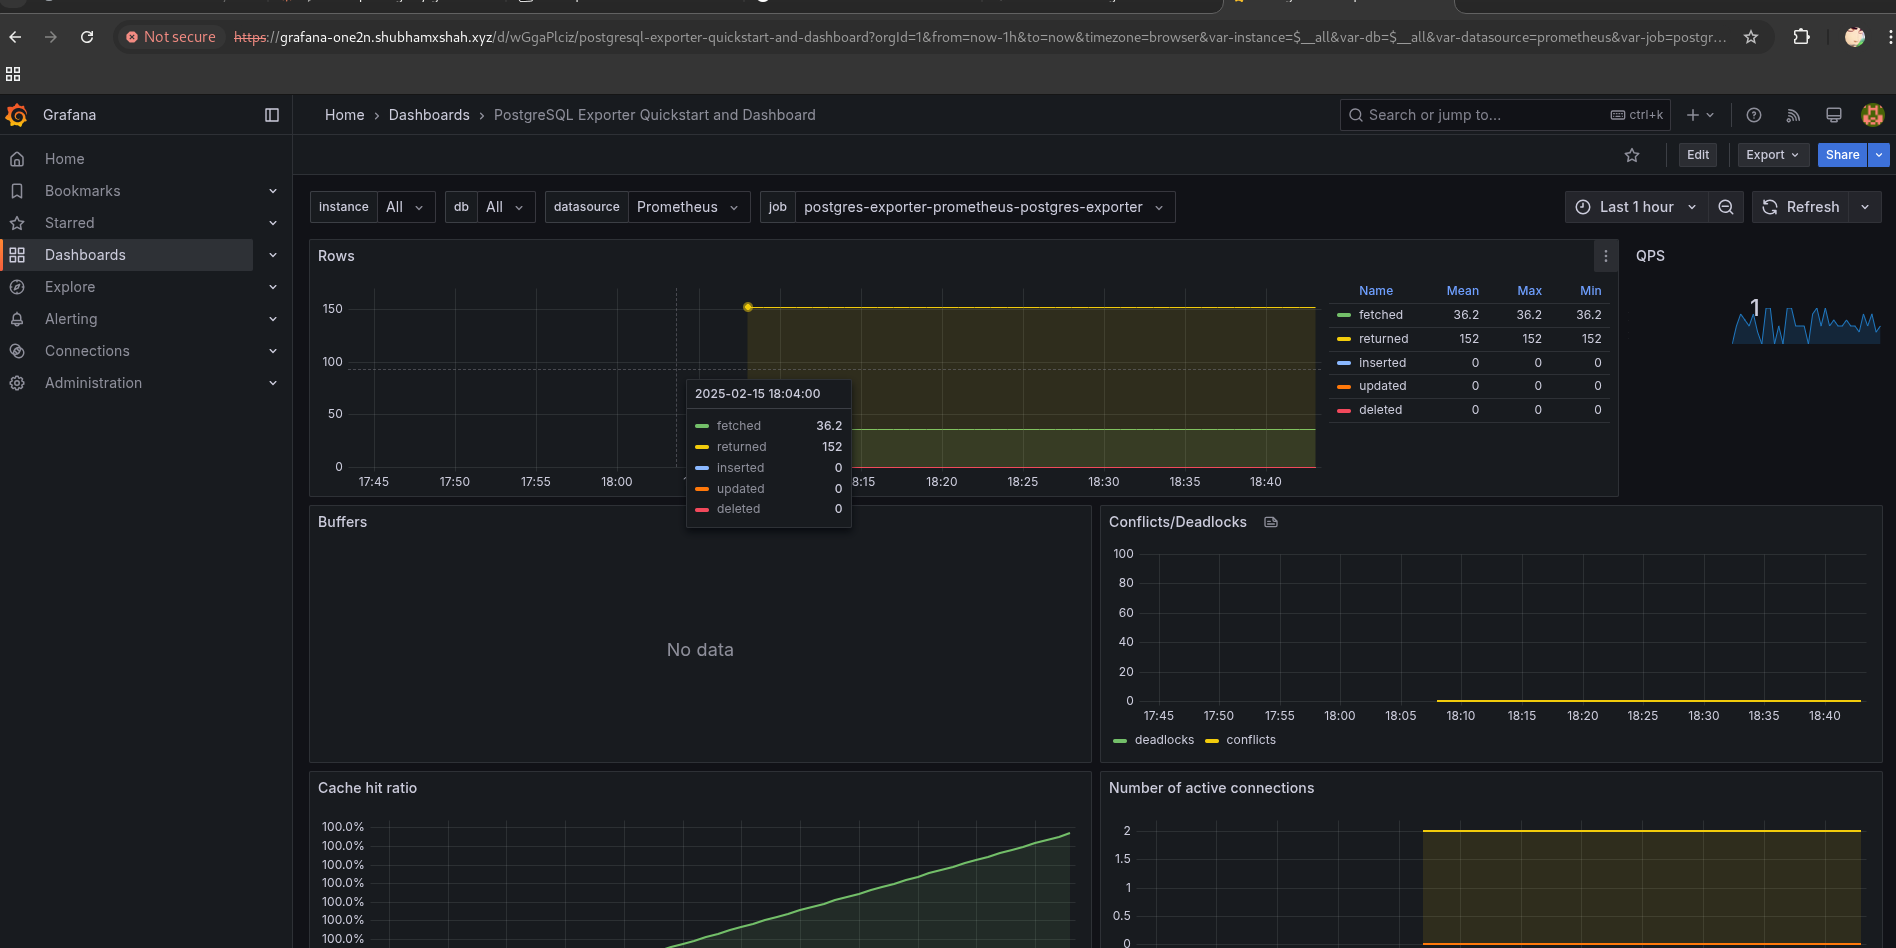 Not secure https://grafana-one2n.shubhamxshah.xyz/d/wGgaPlciz/postgresql-exporter-quickstart-and-dashboard?orgId=1&from=now-1h&to=now&timezone=browser&var-instance=$__all&var-db=$__all&var-datasource=prometheus&var-job=postgr...
Grafana
Home › Dashboards › PostgreSQL Exporter Quickstart and Dashboard
Search or jump to... ctrl+k
Edit Export Share
Home
Bookmarks
Starred
Dashboards
Explore
Alerting
Connections
Administration
instance All db All datasource Prometheus job postgres-exporter-prometheus-postgres-exporter
Last 1 hour Refresh
Rows
150
100
50
0
17:45 17:50 17:55 18:00 8:15 18:20 18:25 18:30 18:35 18:40
2025-02-15 18:04:00
fetched 36.2
returned 152
inserted 0
updated 0
deleted 0
Name Mean Max Min
fetched 36.2 36.2 36.2
returned 152 152 152
inserted 0 0 0
updated 0 0 0
deleted 0 0 0
QPS
1
Buffers
No data
Conflicts/Deadlocks
100
80
60
40
20
0
17:45 17:50 17:55 18:00 18:05 18:10 18:15 18:20 18:25 18:30 18:35 18:40
deadlocks conflicts
Cache hit ratio
100.0%
100.0%
100.0%
100.0%
100.0%
100.0%
100.0%
Number of active connections
2
1.5
1
0.5
0